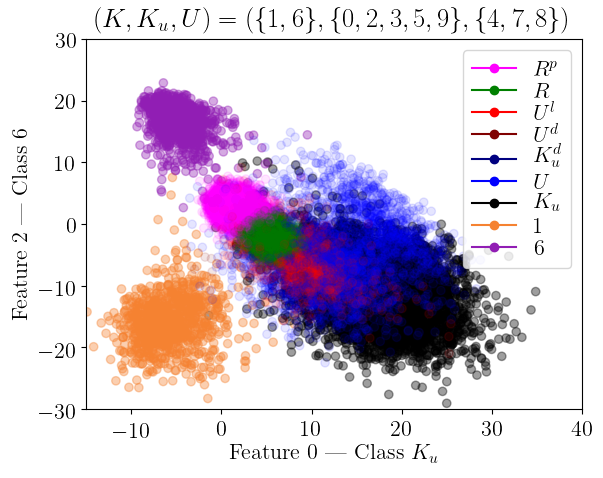 (K, K_u, U) = ({1, 6}, {0, 2, 3, 5, 9}, {4, 7, 8})
30
20
10
0
−10
−20
−30
Feature 2 — Class 6
R^p
R
U^l
U^d
K_u^d
U
K_u
1
6
−10
0
10
20
30
40
Feature 0 — Class K_u